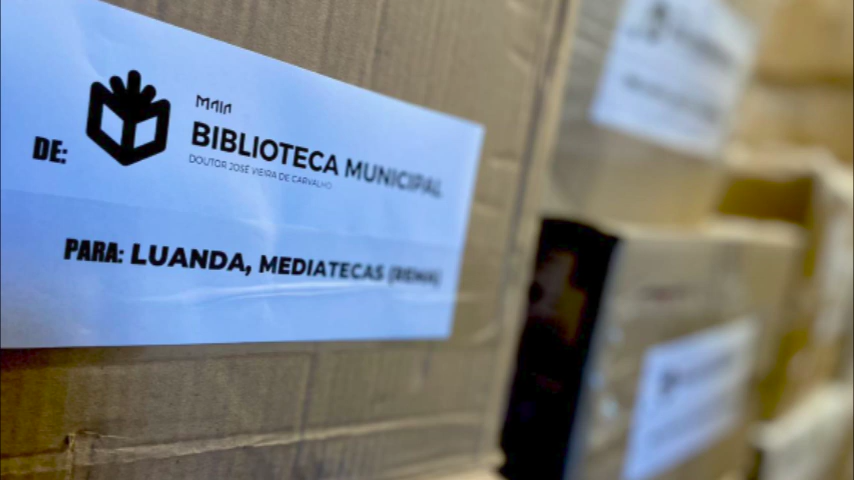 MAIA
DE: BIBLIOTECA MUNICIPAL
DOUTOR JOSÉ VIEIRA DE CARVALHO
PARA: LUANDA, MEDIATECAS (REMA)